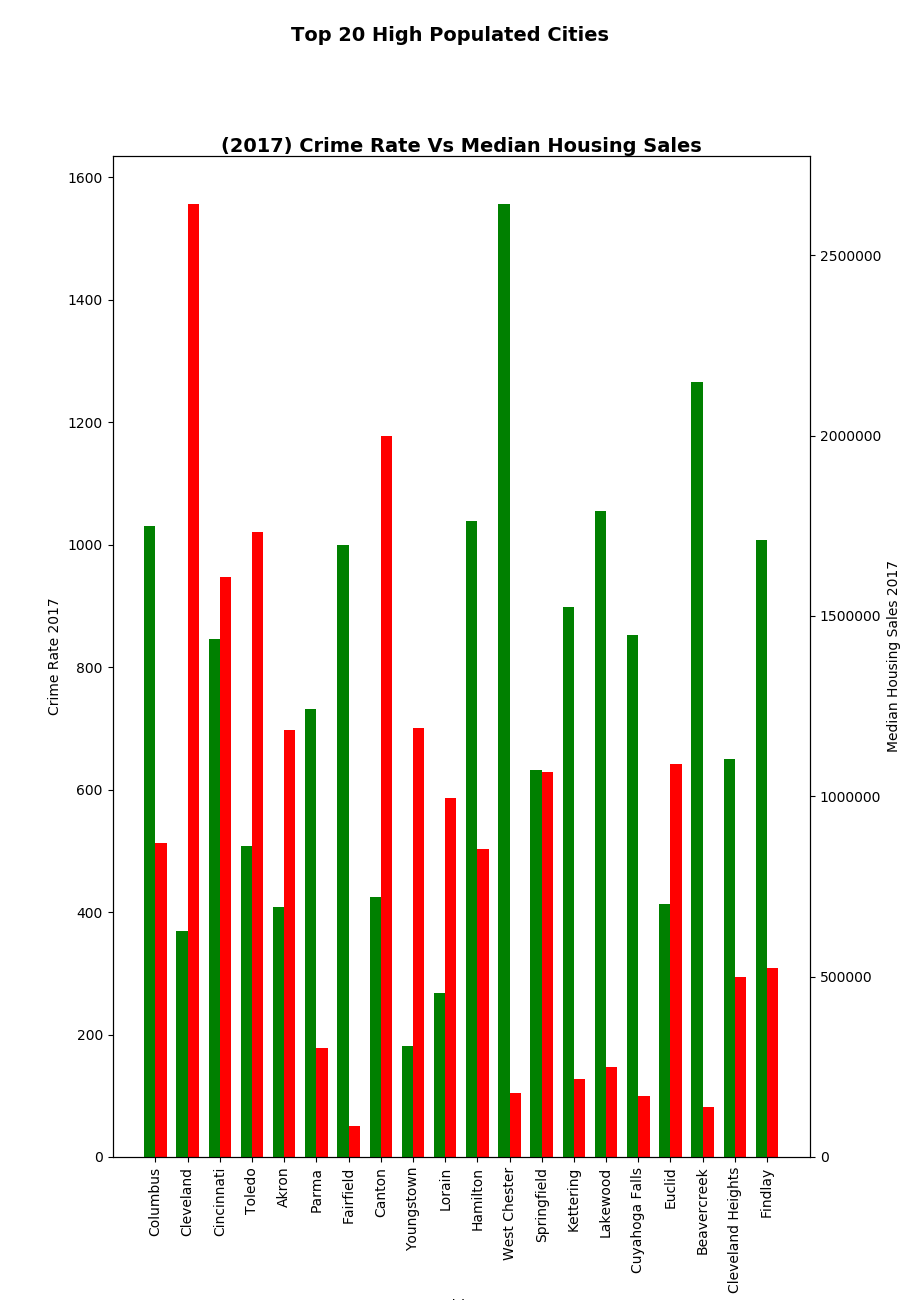 Top 20 High Populated Cities
(2017) Crime Rate Vs Median Housing Sales
1600
1400
1200
1000
800
600
400
200
0
Crime Rate 2017
2500000
2000000
1500000
1000000
500000
0
Median Housing Sales 2017
Columbus
Cleveland
Cincinnati
Toledo
Akron
Parma
Fairfield
Canton
Youngstown
Lorain
Hamilton
West Chester
Springfield
Kettering
Lakewood
Cuyahoga Falls
Euclid
Beavercreek
Cleveland Heights
Findlay